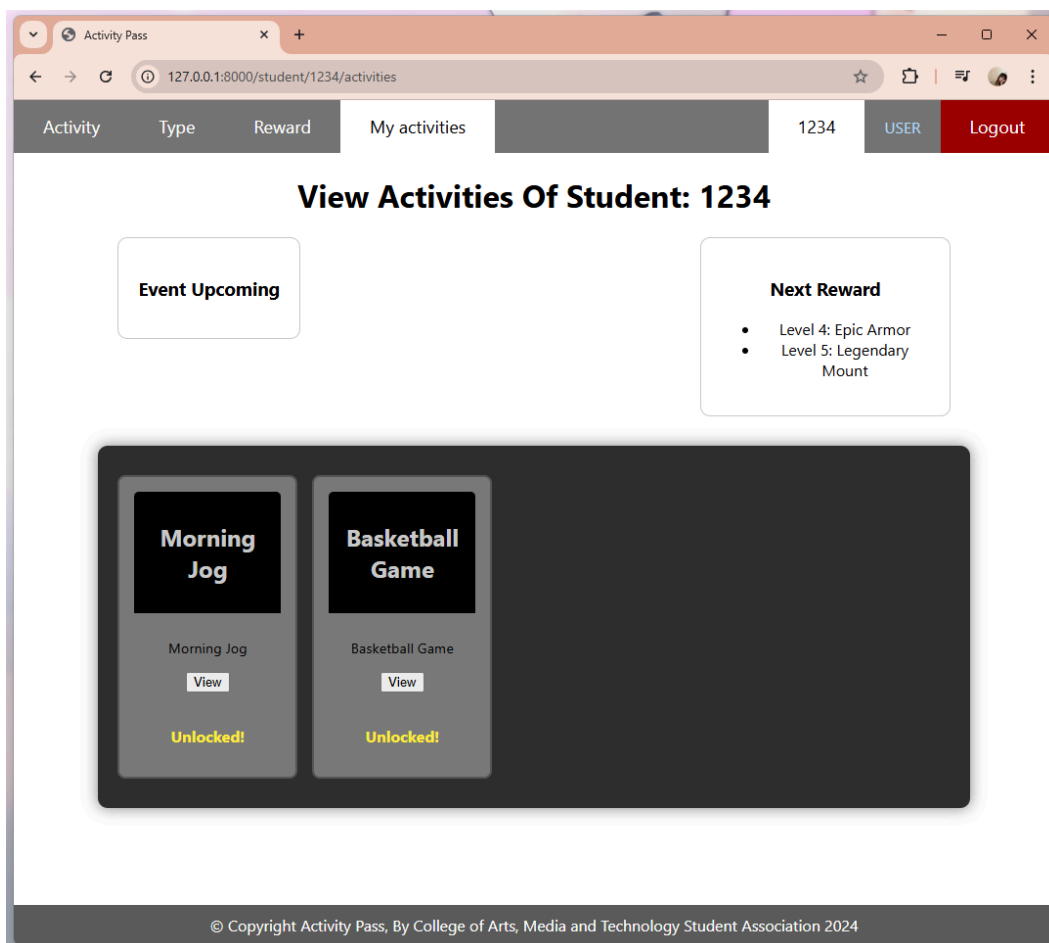 Activity Pass
127.0.0.1:8000/student/1234/activities
Activity Type Reward My activities 1234 USER Logout
View Activities Of Student: 1234
Event Upcoming
Next Reward
Level 4: Epic Armor
Level 5: Legendary
Mount
Morning
Jog
Morning Jog
View
Unlocked!
Basketball
Game
Basketball Game
View
Unlocked!
© Copyright Activity Pass, By College of Arts, Media and Technology Student Association 2024